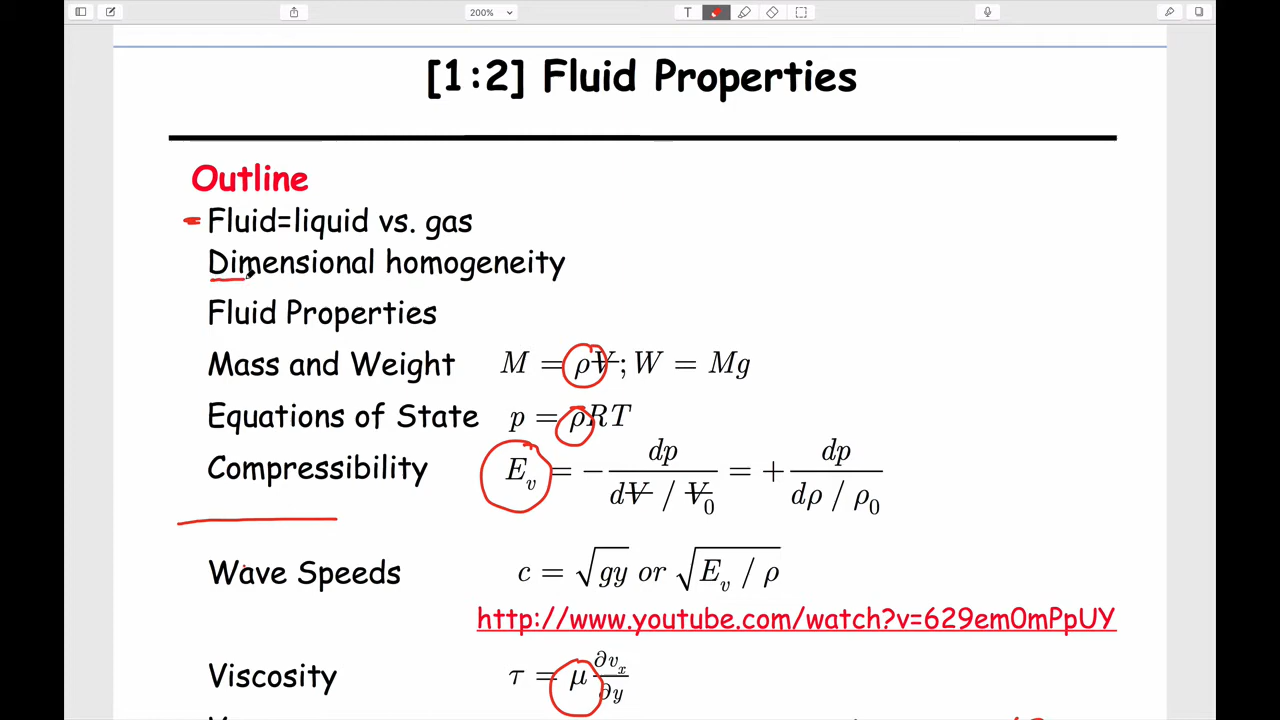 200%
T
[1:2] Fluid Properties
Outline
Fluid=liquid vs. gas
Dimensional homogeneity
Fluid Properties
Mass and Weight M = ρV; W = Mg
Equations of State p = ρRT
Compressibility E_v = − dp / (dV / V_0) = + dp / (dρ / ρ_0)
Wave Speeds c = √gy or √E_v / ρ
http://www.youtube.com/watch?v=629em0mPpUY
Viscosity τ = μ ∂v_x / ∂y